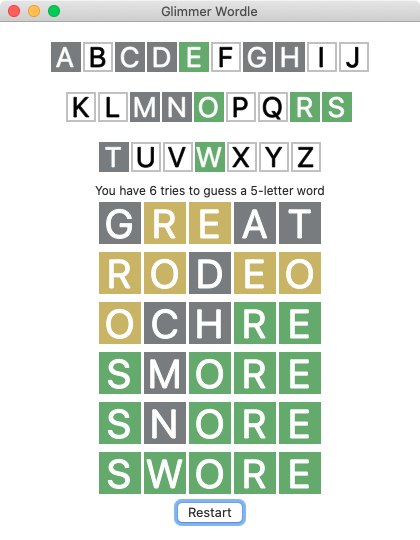 Glimmer Wordle
A B C D E F G H I J
K L M N O P Q R S
T U V W X Y Z
You have 6 tries to guess a 5-letter word
G R E A T
R O D E O
O C H R E
S M O R E
S N O R E
S W O R E
Restart